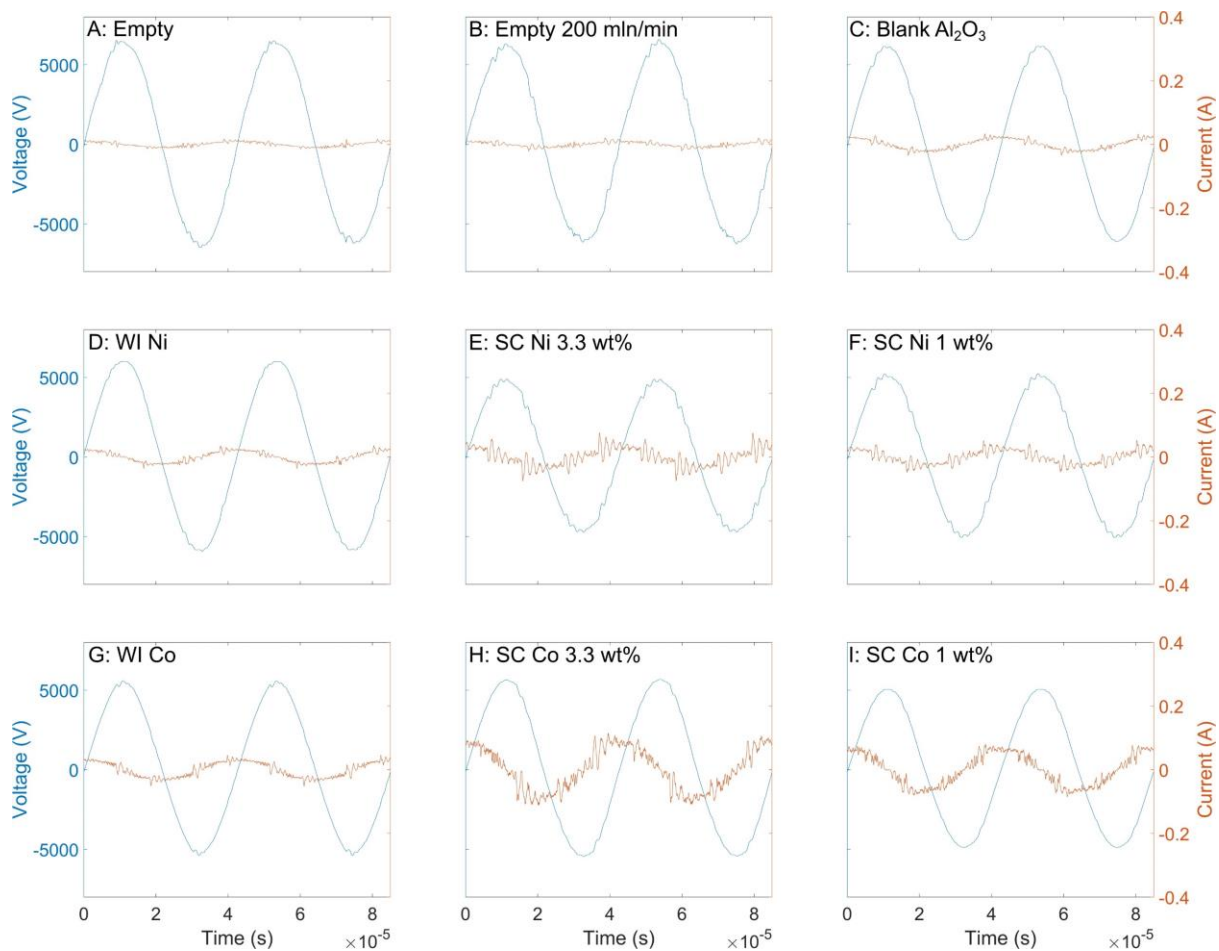 A: Empty
B: Empty 200 mln/min
C: Blank Al₂O₃
0.4
5000
0.2
Voltage (V)
0
0
Current (A)
-5000
-0.2
-0.4
D: WI Ni
E: SC Ni 3.3 wt%
F: SC Ni 1 wt%
0.4
5000
0.2
Voltage (V)
0
0
Current (A)
-5000
-0.2
-0.4
G: WI Co
H: SC Co 3.3 wt%
I: SC Co 1 wt%
0.4
5000
0.2
Voltage (V)
0
0
Current (A)
-5000
-0.2
-0.4
0 2 4 6 8
0 2 4 6 8
0 2 4 6 8
Time (s) ×10⁻⁵
Time (s) ×10⁻⁵
Time (s) ×10⁻⁵